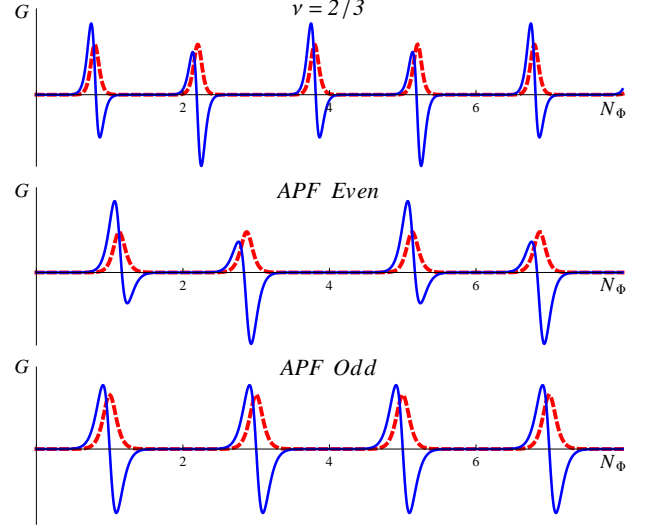 ν = 2/3
G
2 4 6 N_Φ
APF Even
G
2 4 6 N_Φ
APF Odd
G
2 4 6 N_Φ